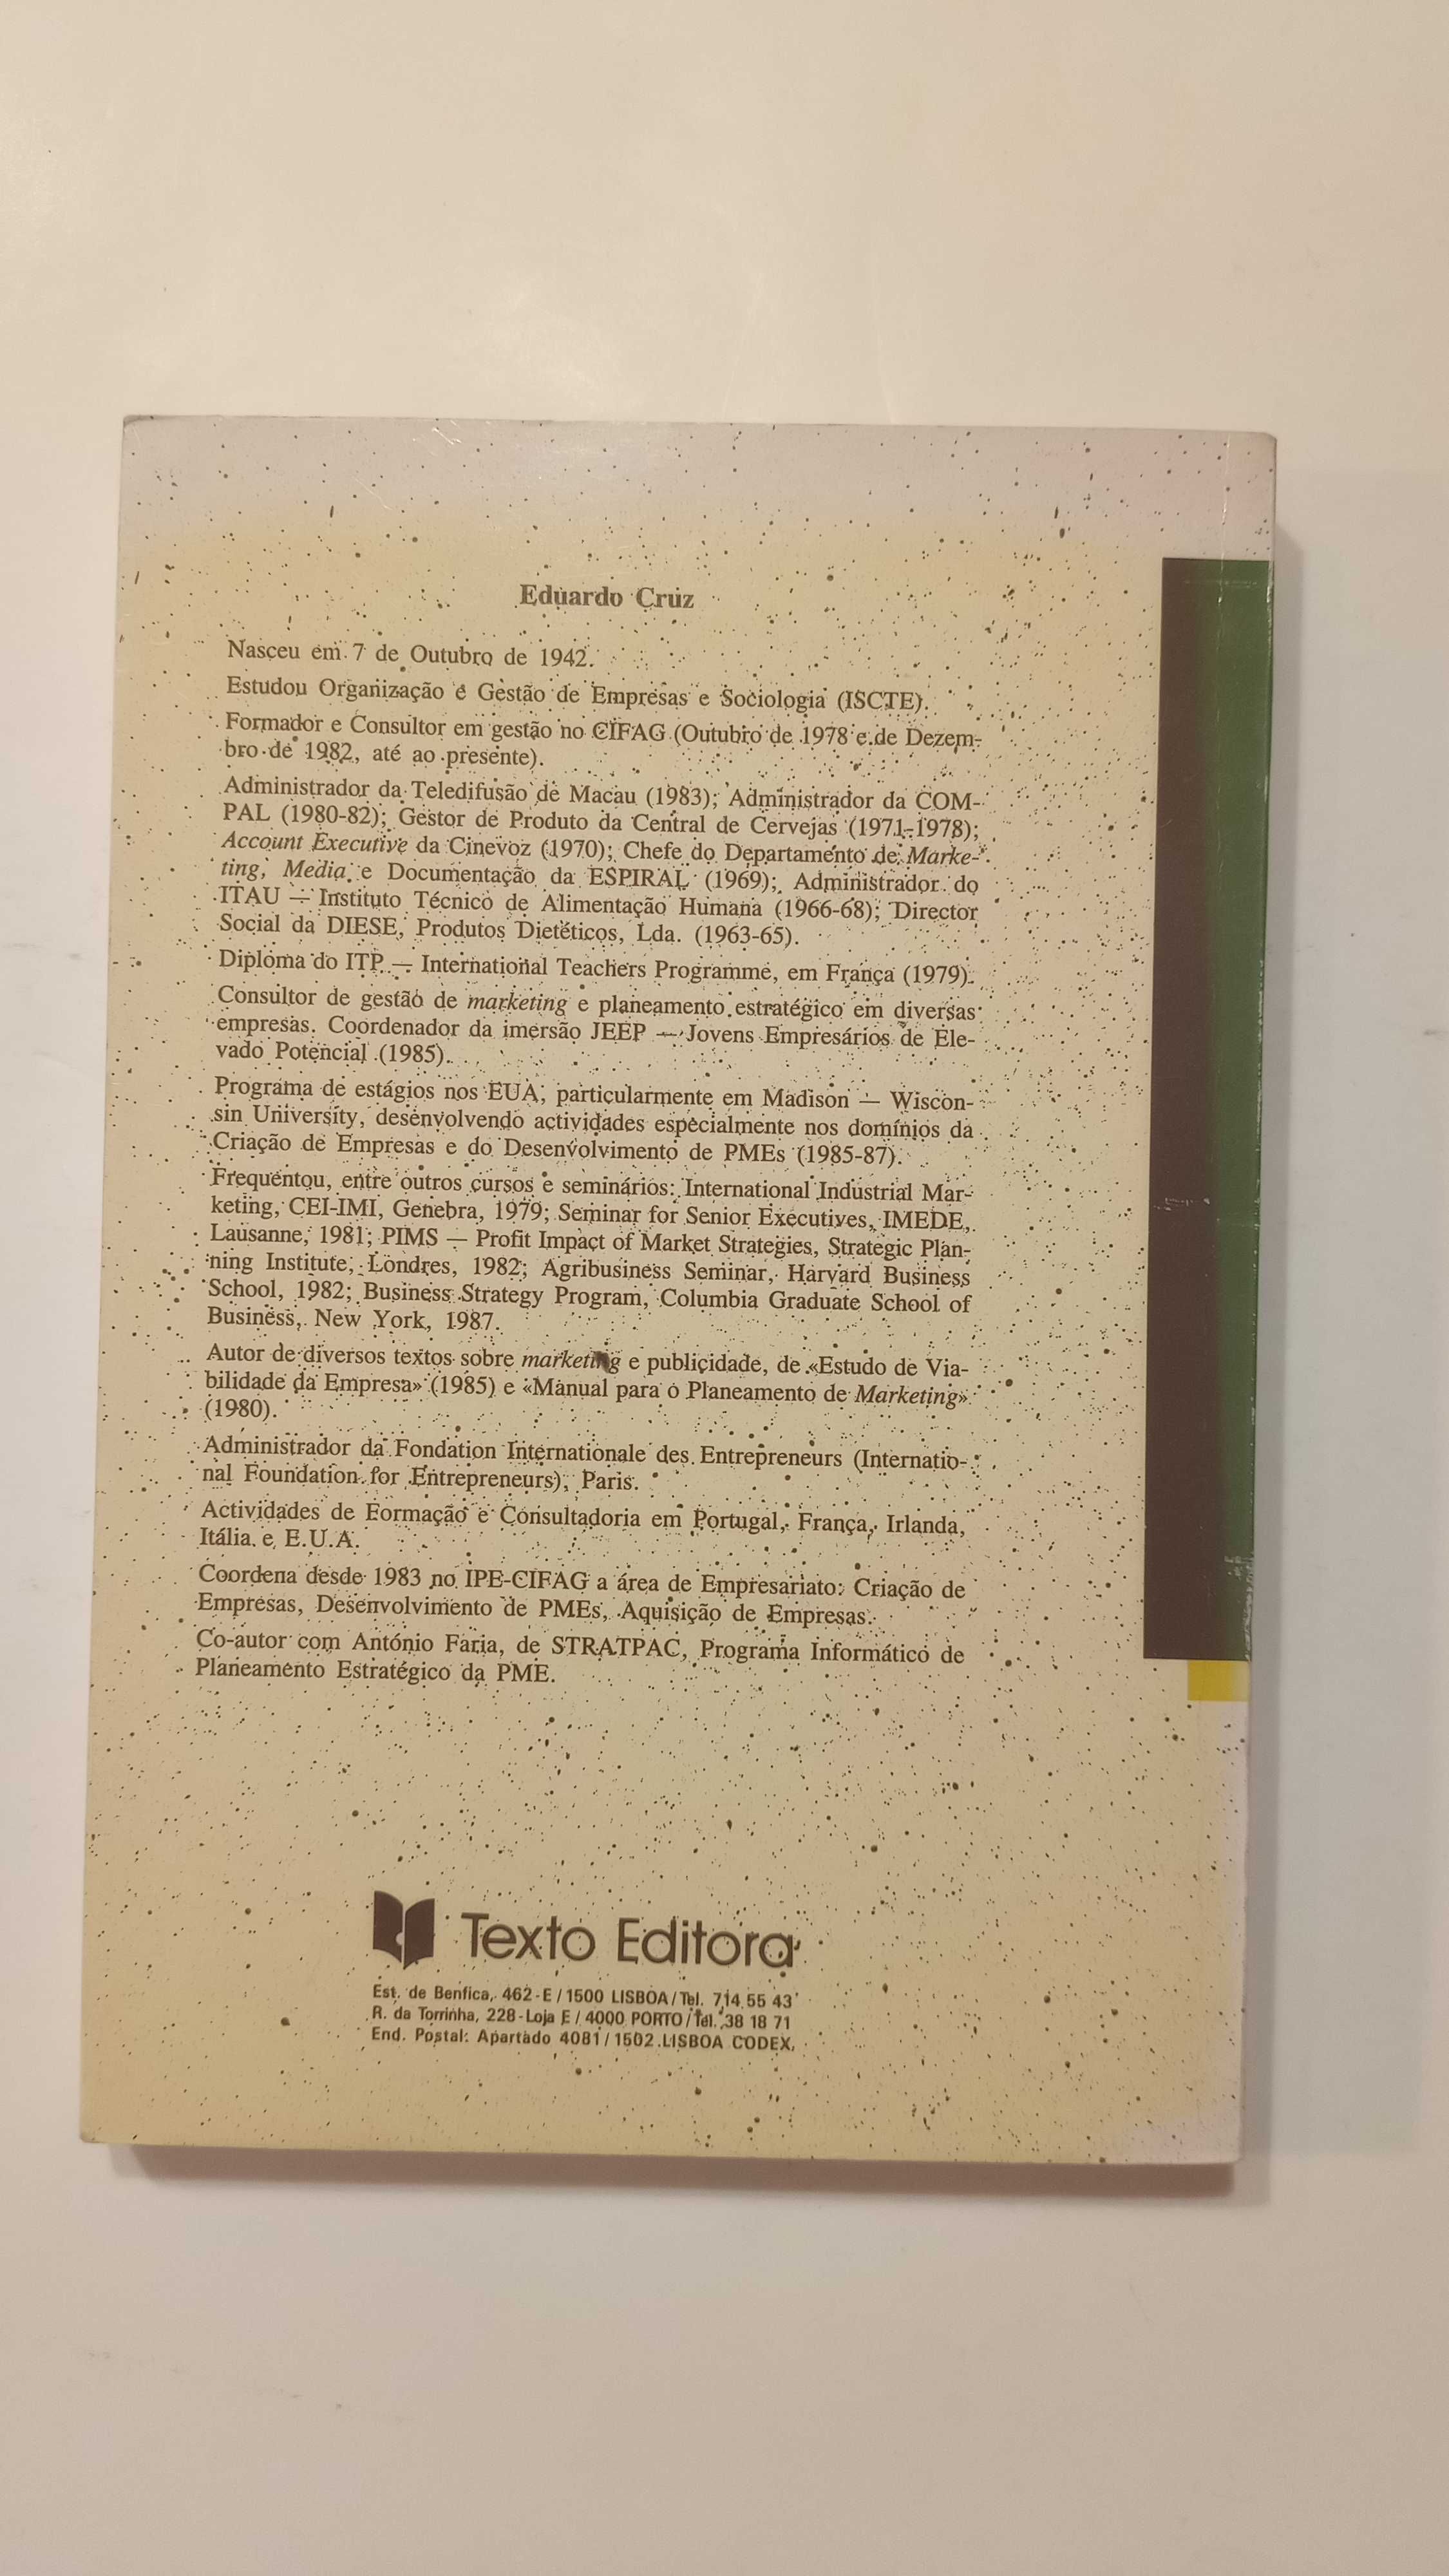 Eduardo Cruz
Nasceu em 7 de Outubro de 1942.
Estudou Organização e Gestão de Empresas e Sociologia (ISCTE).
Formador e Consultor em gestão no CIFAG (Outubro de 1978 e de Dezem-
bro de 1982, até ao presente).
Administrador da Teledifusão de Macau (1983); Administrador da COM-
PAL (1980-82); Gestor de Produto da Central de Cervejas (1971-1978);
Account Executive da Cinevoz (1970); Chefe do Departamento de Marke-
ting, Media e Documentação da ESPIRAL (1969); Administrador do
ITAU — Instituto Técnico de Alimentação Humana (1966-68); Director
Social da DIESE, Produtos Dietéticos, Lda. (1963-65).
Diploma do ITP — International Teachers Programme, em França (1979).
Consultor de gestão de marketing e planeamento estratégico em diversas
empresas. Coordenador da imersão JEEP — Jovens Empresários de Ele-
vado Potencial (1985).
Programa de estágios nos EUA, particularmente em Madison — Wiscon-
sin University, desenvolvendo actividades especialmente nos domínios da
Criação de Empresas e do Desenvolvimento de PMEs (1985-87).
Frequentou, entre outros cursos e seminários: International Industrial Mar-
keting, CEI-IMI, Genebra, 1979; Seminar for Senior Executives, IMEDE,
Lausanne, 1981; PIMS — Profit Impact of Market Strategies, Strategic Plan-
ning Institute, Londres, 1982; Agribusiness Seminar, Harvard Business
School, 1982; Business Strategy Program, Columbia Graduate School of
Business, New York, 1987.
Autor de diversos textos sobre marketing e publicidade, de «Estudo de Via-
bilidade da Empresa» (1985) e «Manual para o Planeamento de Marketing»
(1980).
Administrador da Fondation Internationale des Entrepreneurs (Internatio-
nal Foundation for Entrepreneurs), Paris.
Actividades de Formação e Consultadoria em Portugal, França, Irlanda,
Itália e E.U.A.
Coordena desde 1983 no IPE-CIFAG a área de Empresariato: Criação de
Empresas, Desenvolvimento de PMEs, Aquisição de Empresas.
Co-autor com António Faria, de STRATPAC, Programa Informático de
Planeamento Estratégico da PME.
Texto Editora
Est. de Benfica, 462-E / 1500 LISBOA / Tel. 714 55 43
R. da Torrinha, 228-Loja E / 4000 PORTO / Tel. 38 18 71
End. Postal: Apartado 4081 / 1502 LISBOA CODEX